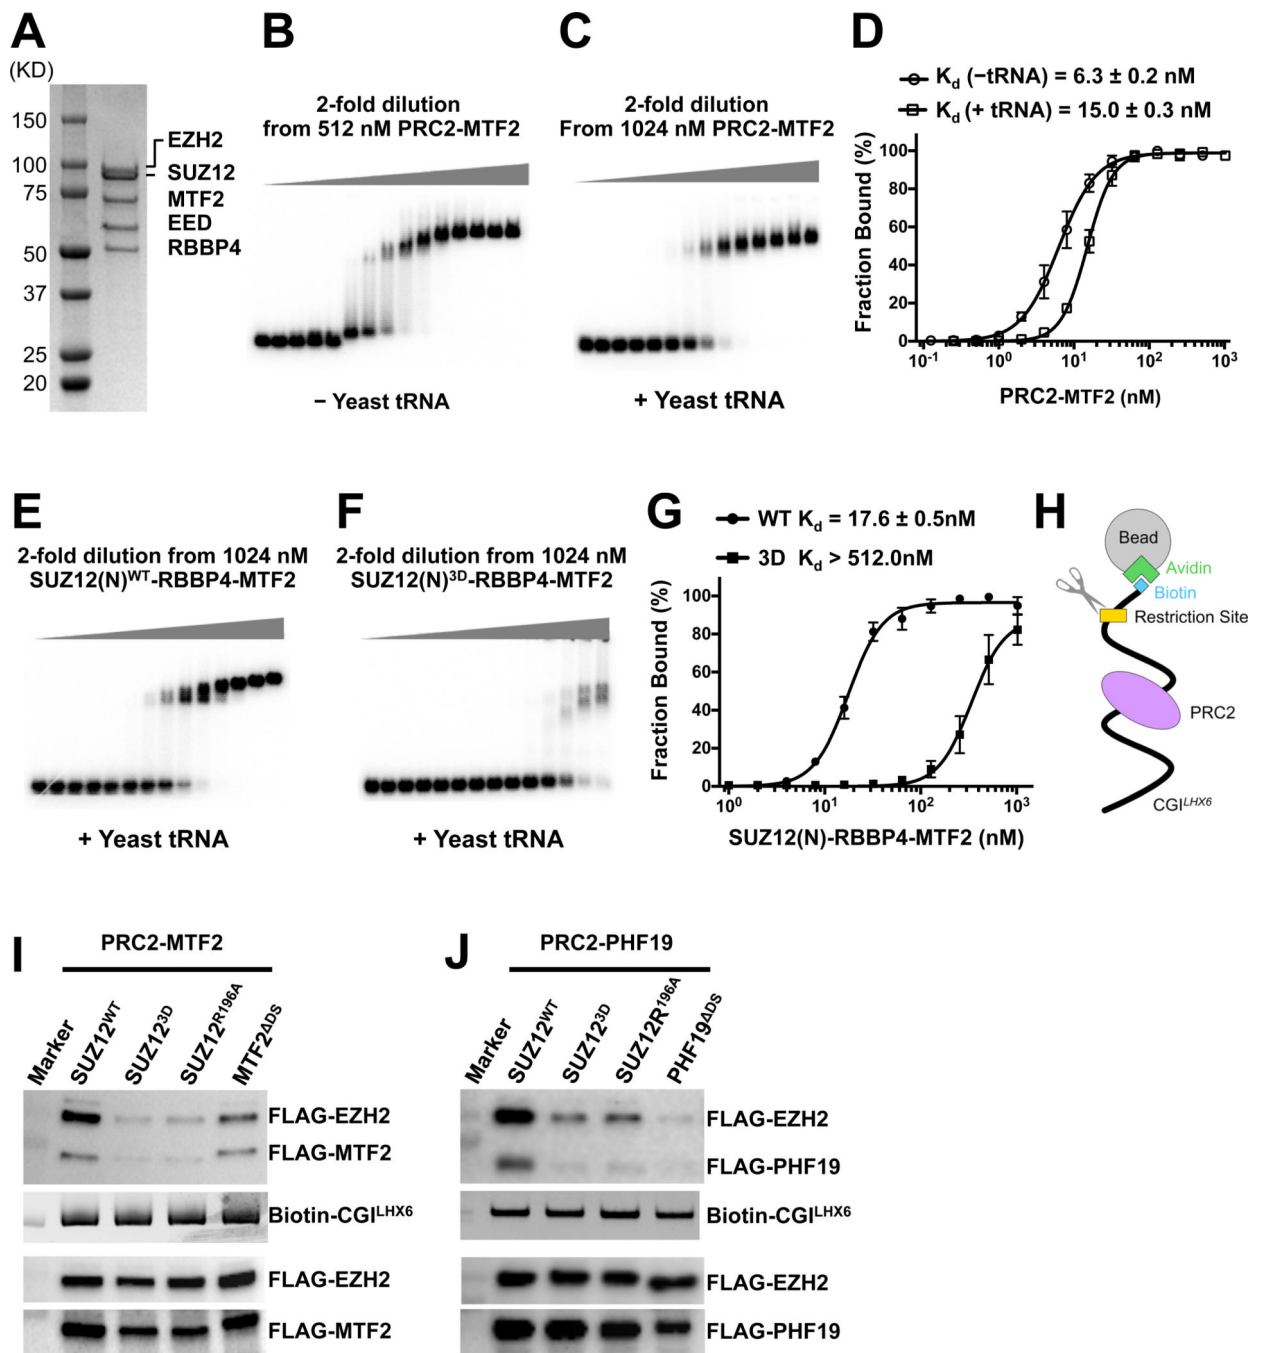 A
(KD)
150
100
75
50
37
25
20
EZH2
SUZ12
MTF2
EED
RBBP4
B
2-fold dilution
from 512 nM PRC2-MTF2
− Yeast tRNA
C
2-fold dilution
From 1024 nM PRC2-MTF2
+ Yeast tRNA
D
Kd (−tRNA) = 6.3 ± 0.2 nM
Kd (+ tRNA) = 15.0 ± 0.3 nM
Fraction Bound (%)
100
80
60
40
20
0
10-1 100 101 102 103
PRC2-MTF2 (nM)
E
2-fold dilution from 1024 nM
SUZ12(N)WT-RBBP4-MTF2
+ Yeast tRNA
F
2-fold dilution from 1024 nM
SUZ12(N)3D-RBBP4-MTF2
+ Yeast tRNA
G
WT Kd = 17.6 ± 0.5nM
3D Kd > 512.0nM
Fraction Bound (%)
100
80
60
40
20
0
100 101 102 103
SUZ12(N)-RBBP4-MTF2 (nM)
H
Bead
Avidin
Biotin
Restriction Site
PRC2
CGILHX6
I
PRC2-MTF2
Marker
SUZ12WT
SUZ123D
SUZ12R196A
MTF2ΔDS
FLAG-EZH2
FLAG-MTF2
Biotin-CGILHX6
FLAG-EZH2
FLAG-MTF2
J
PRC2-PHF19
Marker
SUZ12WT
SUZ123D
SUZ12R196A
PHF19ΔDS
FLAG-EZH2
FLAG-PHF19
Biotin-CGILHX6
FLAG-EZH2
FLAG-PHF19